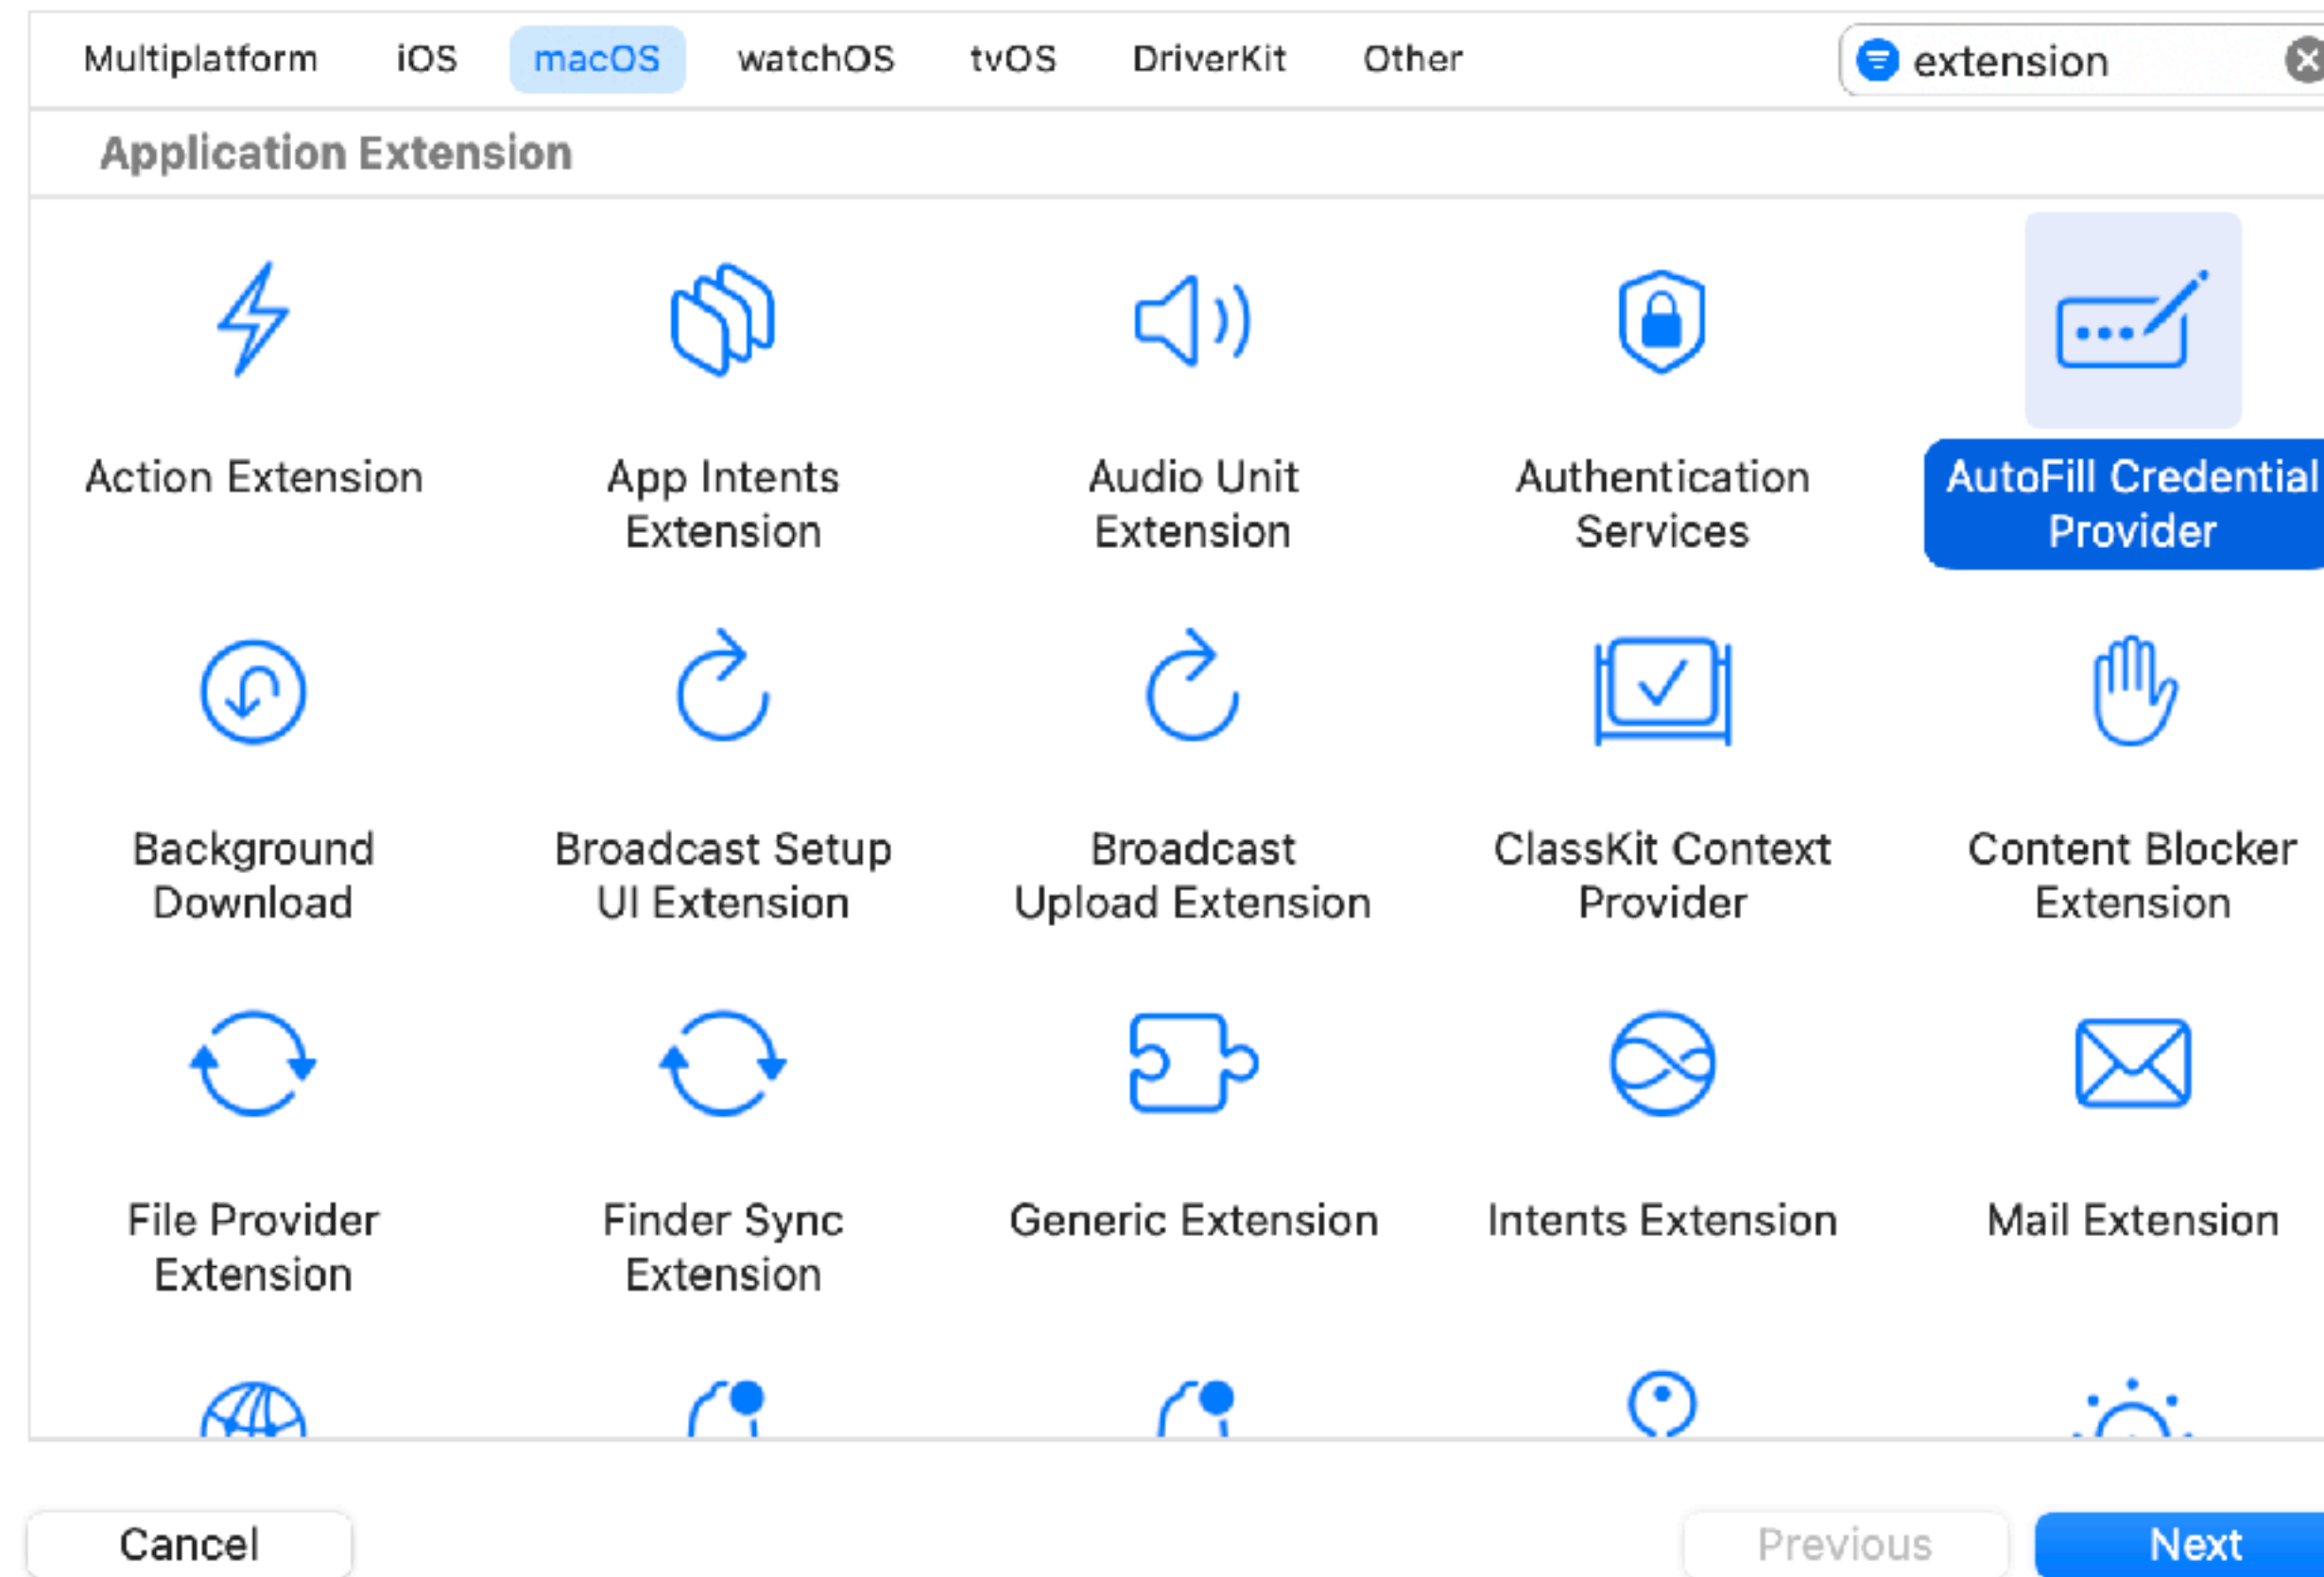 Multiplatform iOS macOS watchOS tvOS DriverKit Other extension
Application Extension
Action Extension
App Intents
Extension
Audio Unit
Extension
Authentication
Services
AutoFill Credential
Provider
Background
Download
Broadcast Setup
UI Extension
Broadcast
Upload Extension
ClassKit Context
Provider
Content Blocker
Extension
File Provider
Extension
Finder Sync
Extension
Generic Extension
Intents Extension
Mail Extension
Cancel
Previous
Next